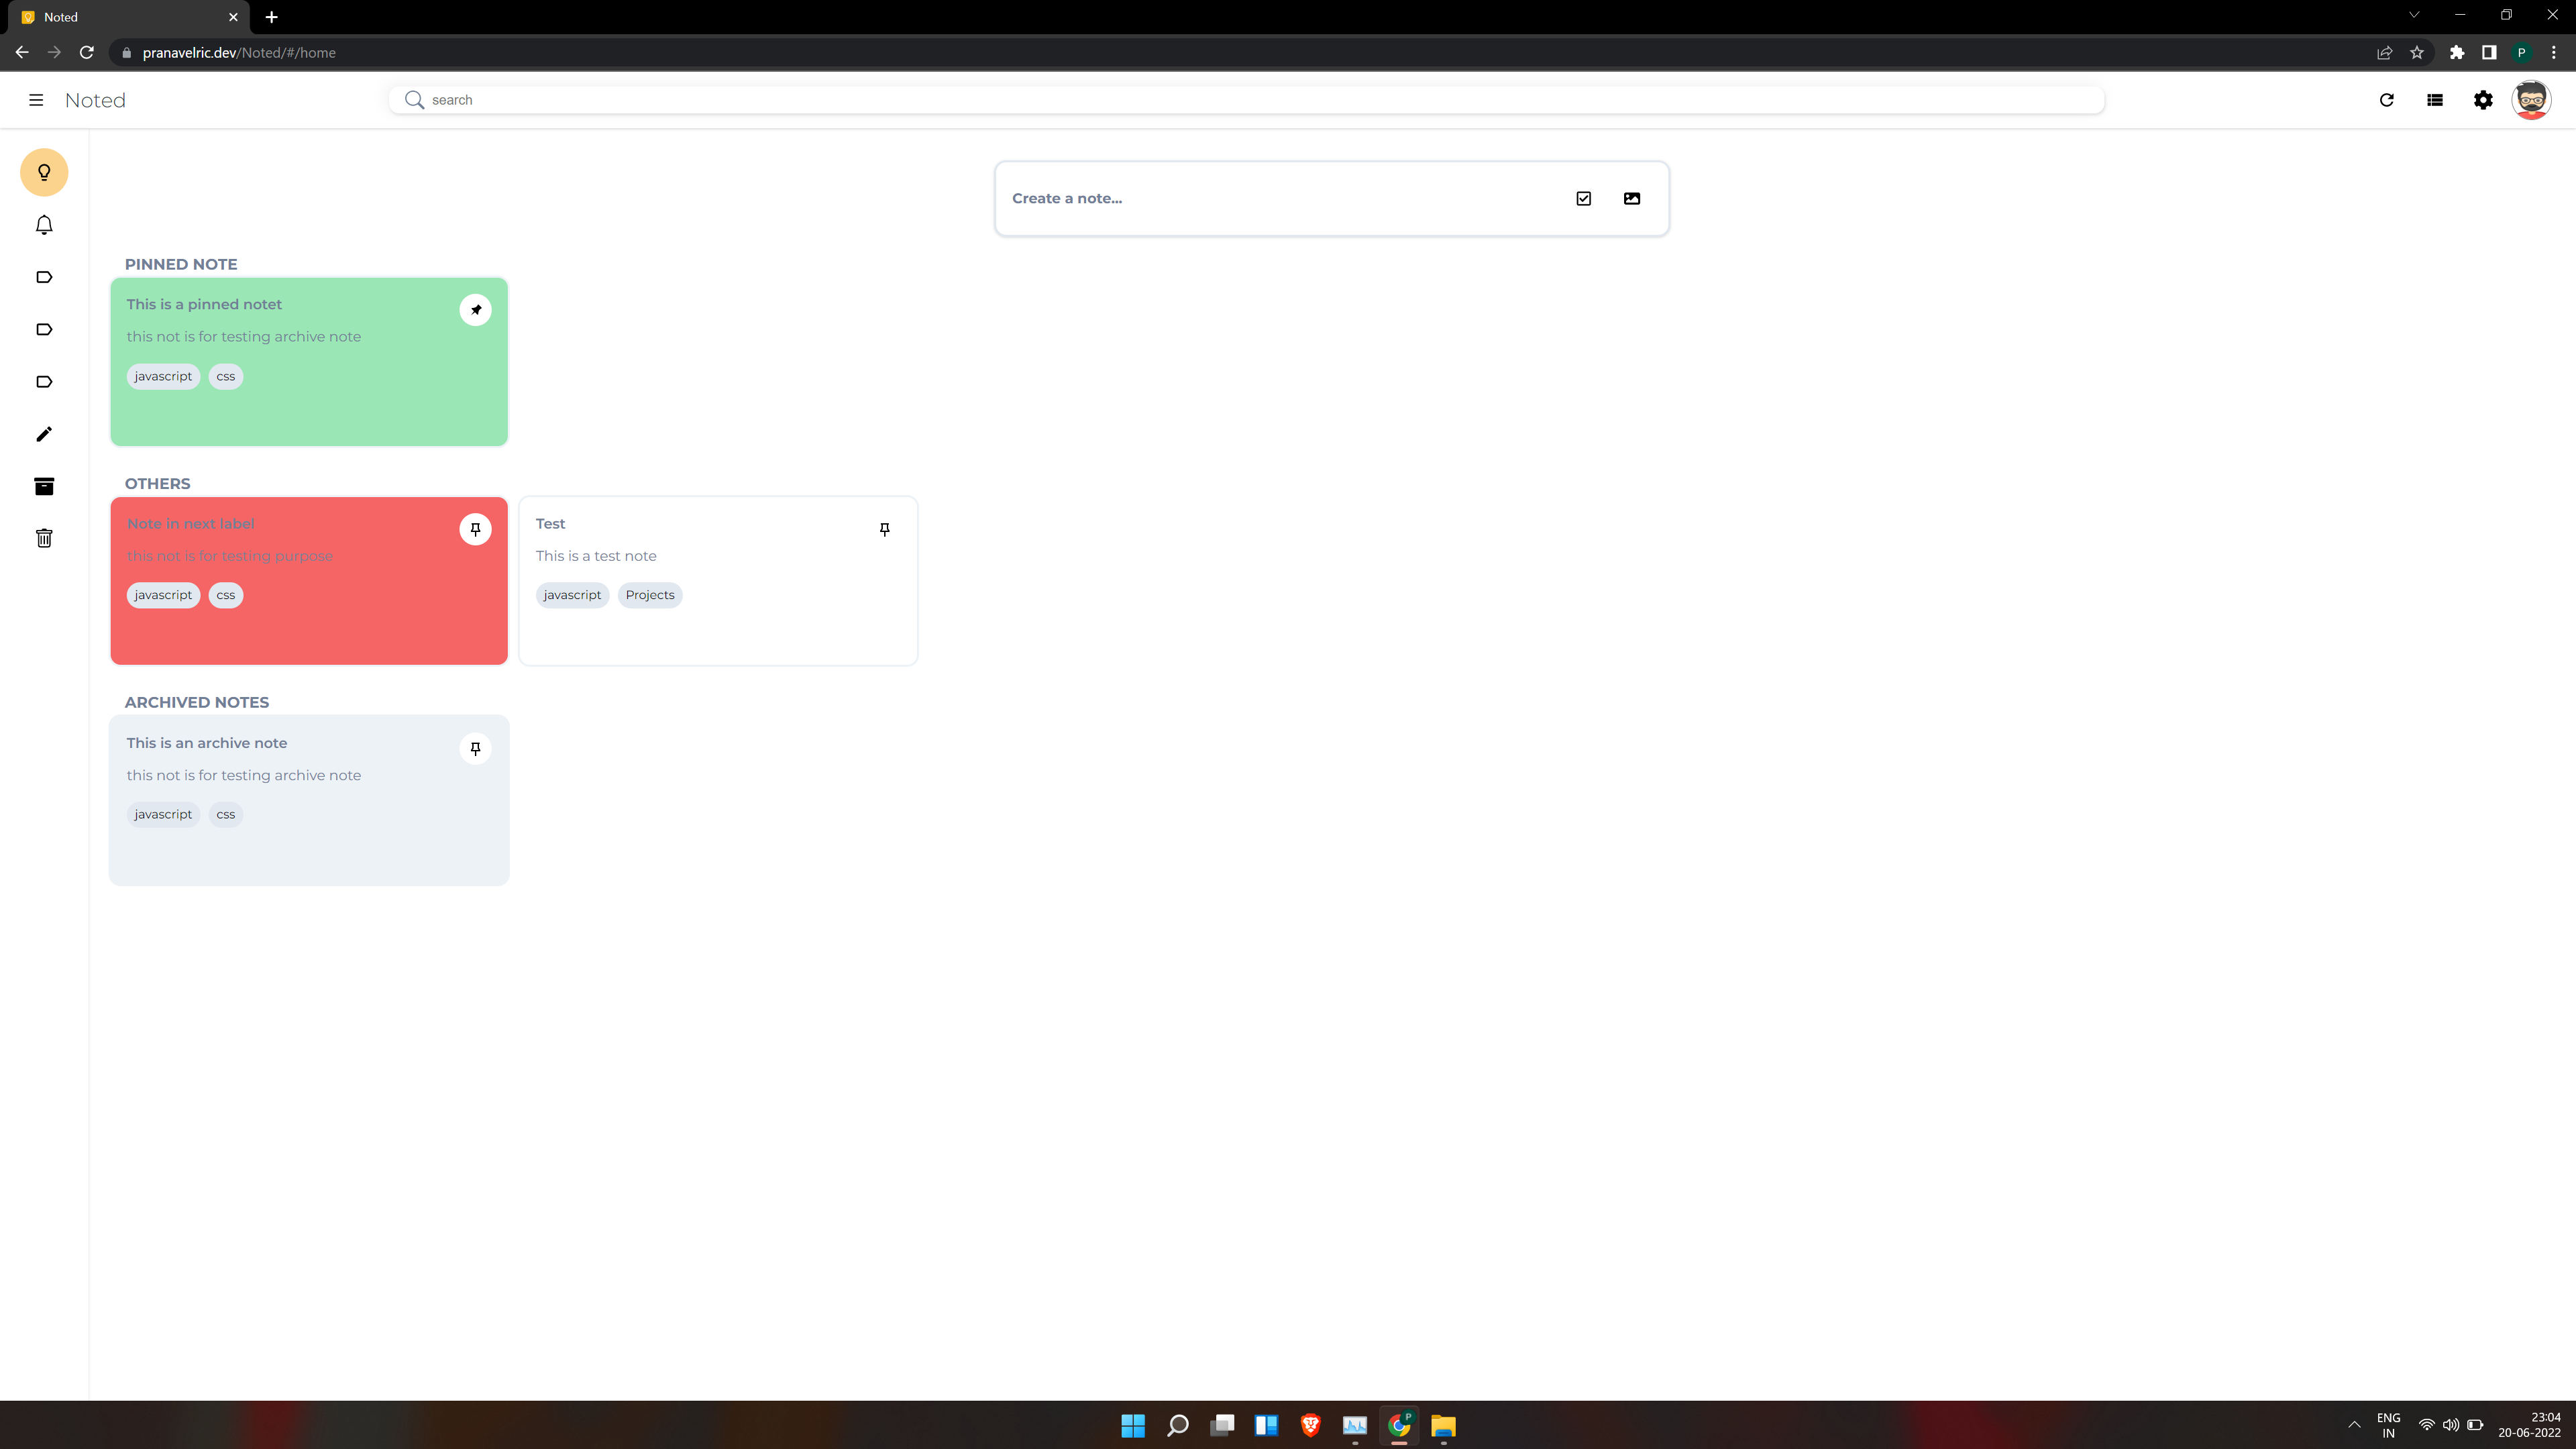 Noted
pranavelric.dev/Noted/#/home
P
Noted
search
Create a note...
PINNED NOTE
This is a pinned notet
this not is for testing archive note
javascript css
OTHERS
Note in next label
this not is for testing purpose
javascript css
Test
This is a test note
javascript Projects
ARCHIVED NOTES
This is an archive note
this not is for testing archive note
javascript css
P
ENG
IN
23:04
20-06-2022